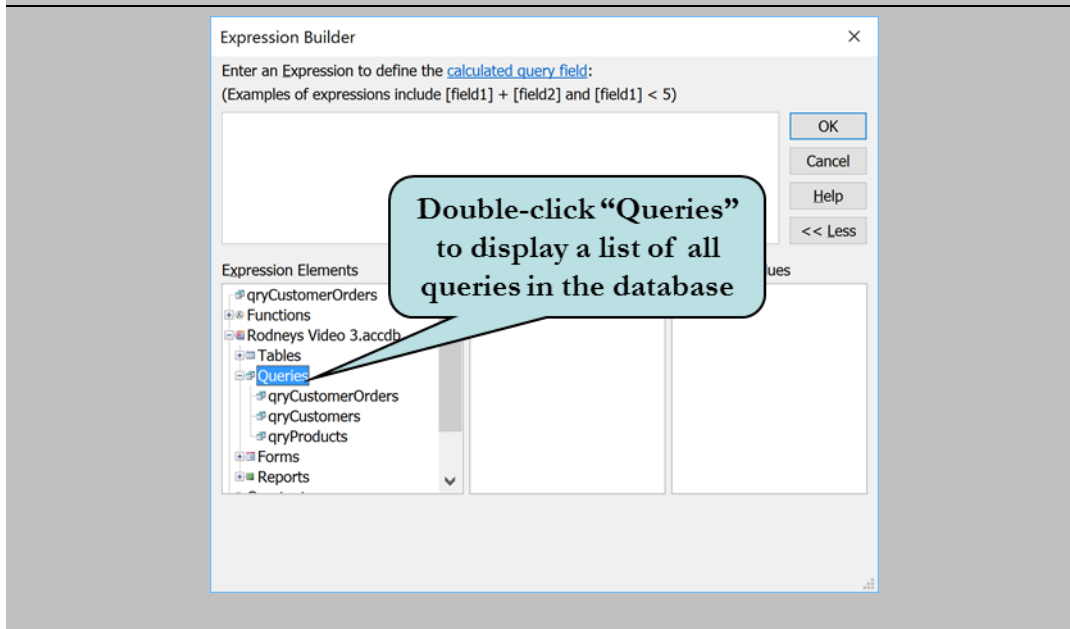 Expression Builder
Enter an Expression to define the calculated query field:
(Examples of expressions include [field1] + [field2] and [field1] < 5)
OK
Cancel
Help
<< Less
Double-click “Queries”
to display a list of all
queries in the database
Expression Elements
qryCustomerOrders
Functions
Rodneys Video 3.accdb
Tables
Queries
qryCustomerOrders
qryCustomers
qryProducts
Forms
Reports